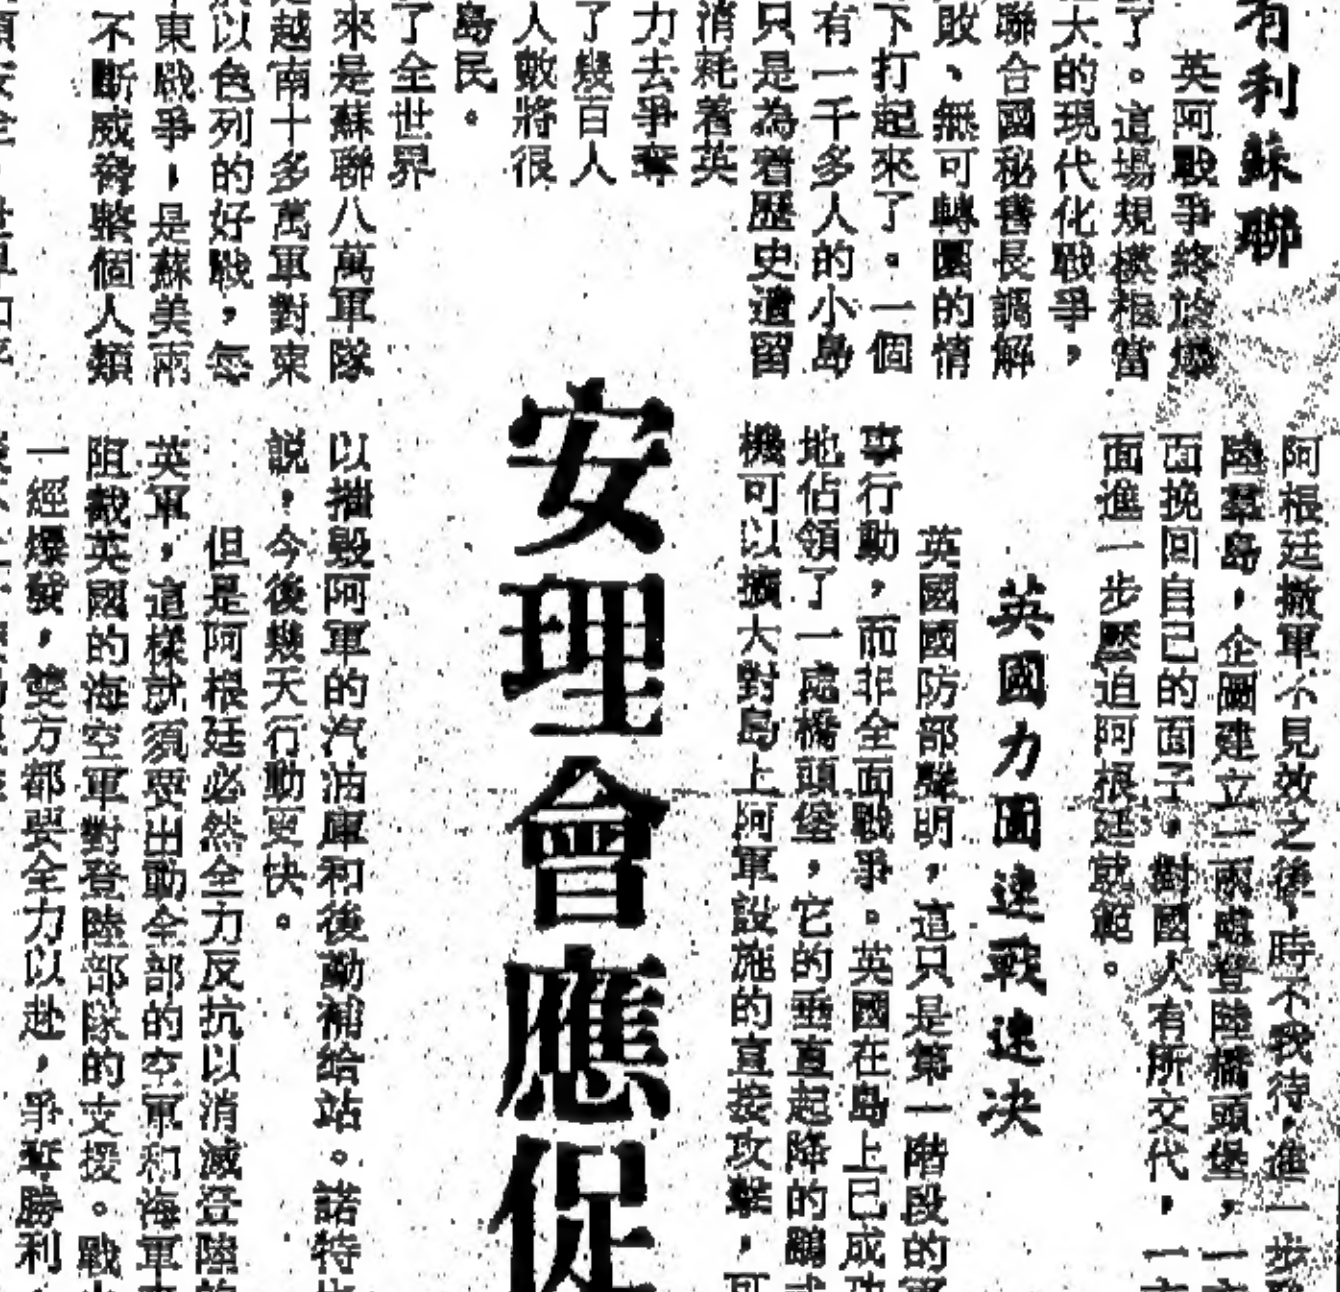 有利蘇聯
英阿戰爭終於爆
了。這場規模相當
大的現代化戰爭，
聯合國秘書長調解
敗、無可轉圜的情
下打起來了。一個
有一千多人的小島
只是為着歷史遺留
消耗着英
力去爭奪
了幾百人
人數將很
島民。
了全世界
來是蘇聯八萬軍隊
越南十多萬軍對柬
以色列的好戰，每
東戰爭，是蘇美兩
不斷威脅整個人類
阿根廷撤軍不見效之後，時不我待，進一步
陸羣島，企圖建立一兩處登陸橋頭堡，一
面挽回自己的面子，對國人有所交代，一
面進一步壓迫阿根廷就範。
英國力圖速戰速决
英國國防部聲明，這只是第一階段的軍
事行動，而非全面戰爭。英國在島上已成功
地佔領了一處橋頭堡，它的垂直起降的鷂式
機可以擴大對島上阿軍設施的直接攻擊，可
安理會應促
以摧毀阿軍的汽油庫和後勤補給站。諾特
說，今後幾天行動更快。
但是阿根廷必然全力反抗以消滅登陸的
英軍，這樣就須要出動全部的空軍和海軍
阻截英國的海空軍對登陸部隊的支援。戰
一經爆發，雙方都要全力以赴，爭奪勝利